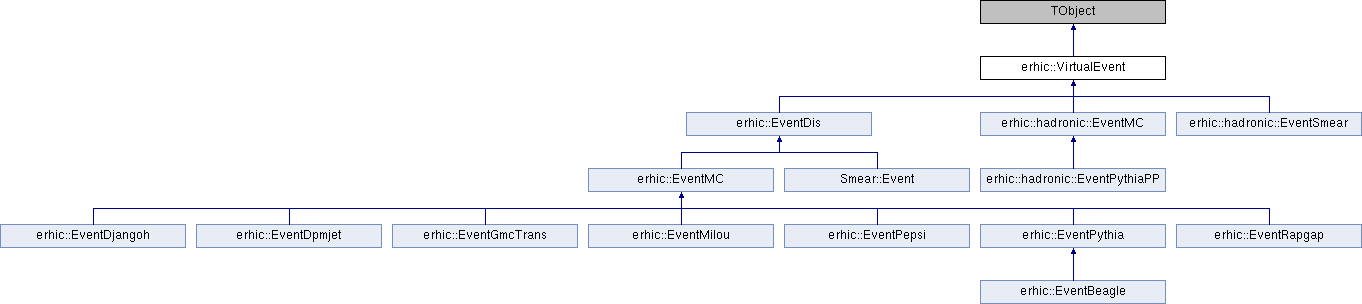 TObject
erhic::VirtualEvent
erhic::EventDis
erhic::hadronic::EventMC
erhic::hadronic::EventSmear
erhic::EventMC
Smear::Event
erhic::hadronic::EventPythiaPP
erhic::EventDjangoh
erhic::EventDpmjet
erhic::EventGmcTrans
erhic::EventMilou
erhic::EventPepsi
erhic::EventPythia
erhic::EventRapgap
erhic::EventBeagle